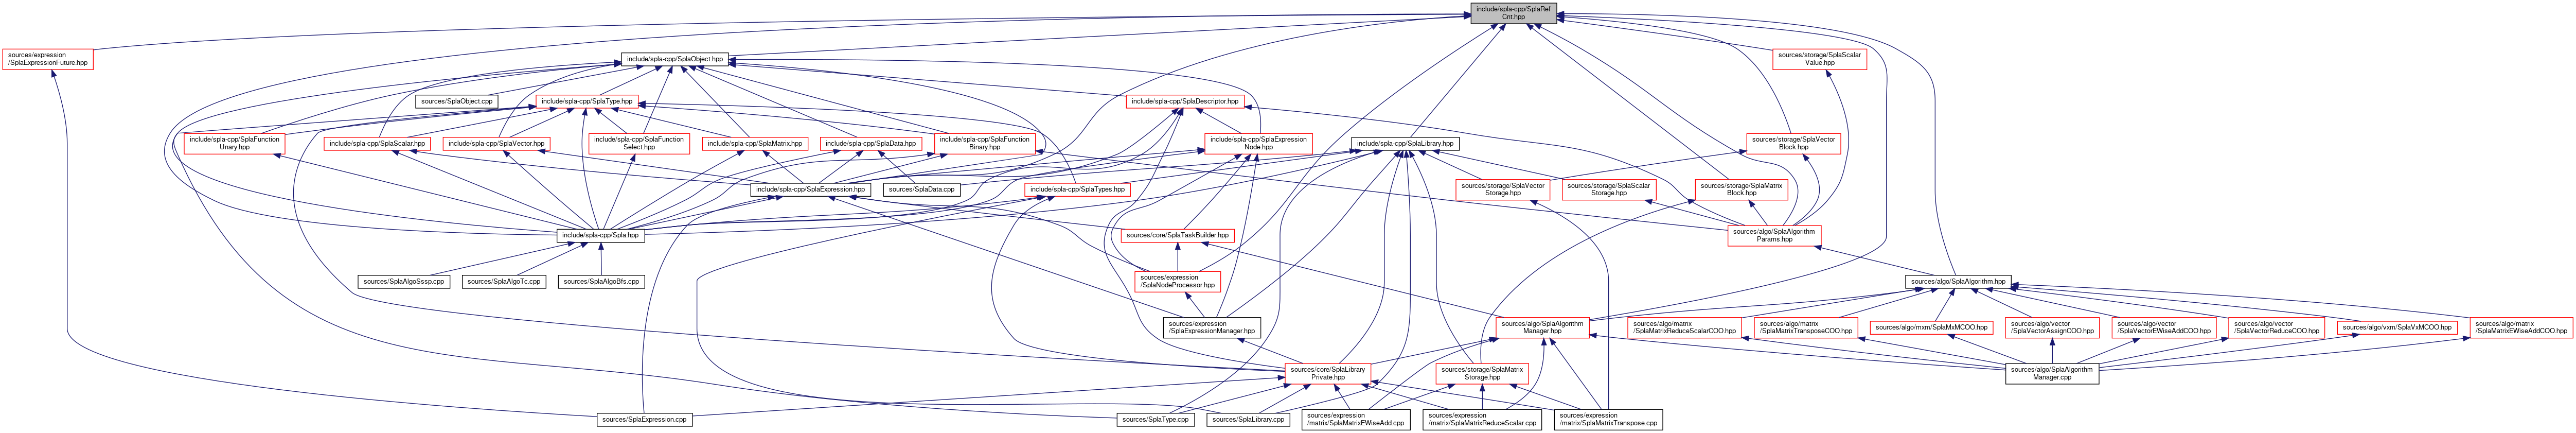 include/spla-cpp/SplaRef
Cnt.hpp
sources/expression
/SplaExpressionFuture.hpp
include/spla-cpp/SplaObject.hpp
sources/storage/SplaScalar
Value.hpp
sources/SplaObject.cpp
include/spla-cpp/SplaType.hpp
include/spla-cpp/SplaDescriptor.hpp
include/spla-cpp/SplaFunction
Unary.hpp
include/spla-cpp/SplaScalar.hpp
include/spla-cpp/SplaVector.hpp
include/spla-cpp/SplaFunction
Select.hpp
include/spla-cpp/SplaMatrix.hpp
include/spla-cpp/SplaData.hpp
include/spla-cpp/SplaFunction
Binary.hpp
include/spla-cpp/SplaExpression
Node.hpp
include/spla-cpp/SplaLibrary.hpp
sources/storage/SplaVector
Block.hpp
include/spla-cpp/SplaExpression.hpp
sources/SplaData.cpp
include/spla-cpp/SplaTypes.hpp
sources/storage/SplaVector
Storage.hpp
sources/storage/SplaScalar
Storage.hpp
sources/storage/SplaMatrix
Block.hpp
include/spla-cpp/Spla.hpp
sources/core/SplaTaskBuilder.hpp
sources/algo/SplaAlgorithm
Params.hpp
sources/SplaAlgoSssp.cpp
sources/SplaAlgoTc.cpp
sources/SplaAlgoBfs.cpp
sources/expression
/SplaNodeProcessor.hpp
sources/algo/SplaAlgorithm.hpp
sources/expression
/SplaExpressionManager.hpp
sources/algo/SplaAlgorithm
Manager.hpp
sources/algo/matrix
/SplaMatrixReduceScalarCOO.hpp
sources/algo/matrix
/SplaMatrixTransposeCOO.hpp
sources/algo/mxm/SplaMxMCOO.hpp
sources/algo/vector
/SplaVectorAssignCOO.hpp
sources/algo/vector
/SplaVectorEWiseAddCOO.hpp
sources/algo/vector
/SplaVectorReduceCOO.hpp
sources/algo/vxm/SplaVxMCOO.hpp
sources/algo/matrix
/SplaMatrixEWiseAddCOO.hpp
sources/core/SplaLibrary
Private.hpp
sources/storage/SplaMatrix
Storage.hpp
sources/algo/SplaAlgorithm
Manager.cpp
sources/SplaExpression.cpp
sources/SplaType.cpp
sources/SplaLibrary.cpp
sources/expression
/matrix/SplaMatrixEWiseAdd.cpp
sources/expression
/matrix/SplaMatrixReduceScalar.cpp
sources/expression
/matrix/SplaMatrixTranspose.cpp